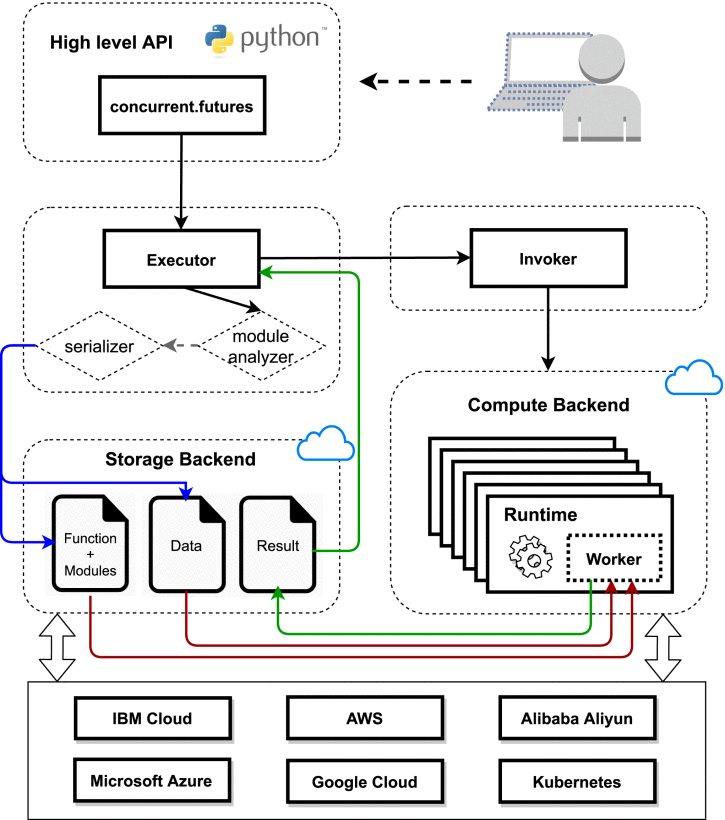 High level API
python™
concurrent.futures
Executor
Invoker
serializer
module
analyzer
Compute Backend
Storage Backend
Function
+
Modules
Data
Result
Runtime
Worker
IBM Cloud
AWS
Alibaba Aliyun
Microsoft Azure
Google Cloud
Kubernetes